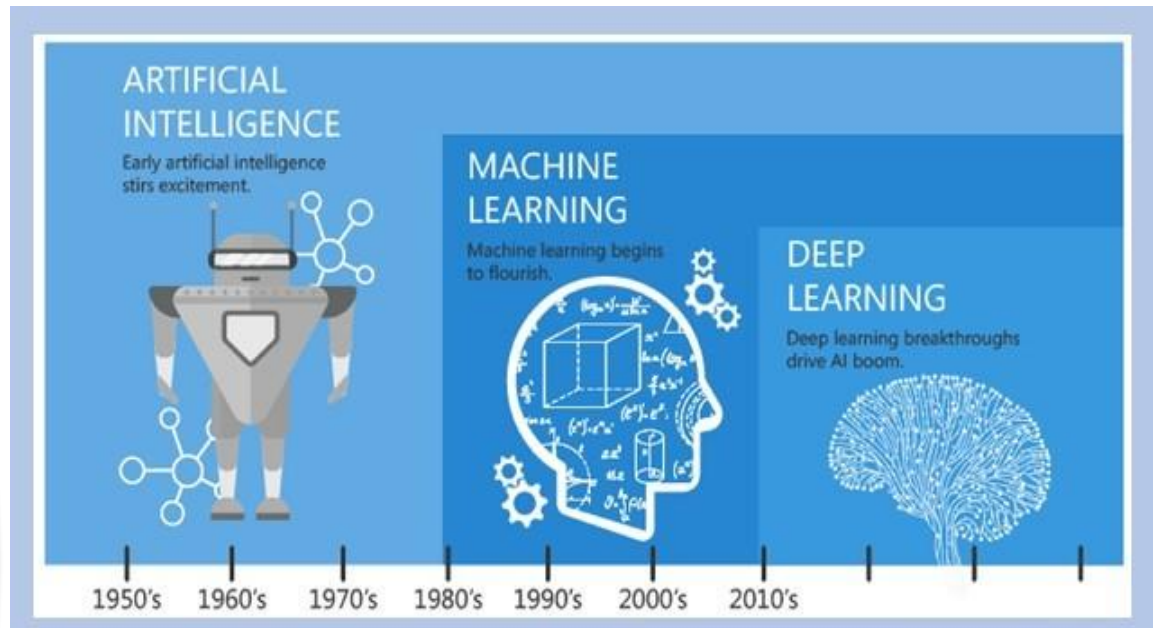 ARTIFICIAL
INTELLIGENCE
Early artificial intelligence
stirs excitement.
MACHINE
LEARNING
Machine learning begins
to flourish.
DEEP
LEARNING
Deep learning breakthroughs
drive AI boom.
1950's 1960's 1970's 1980's 1990's 2000's 2010's